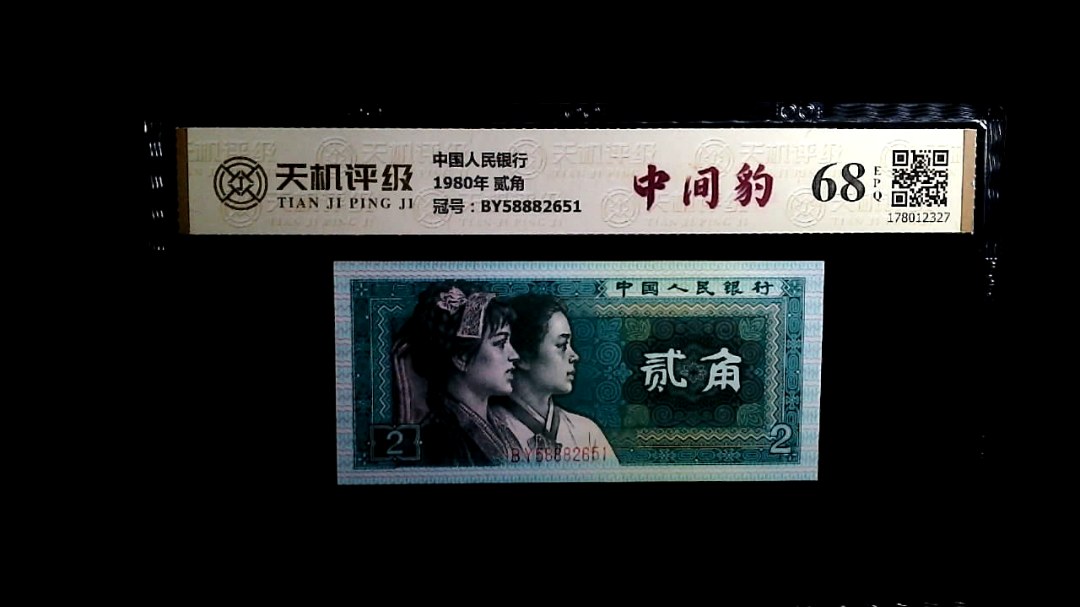 天机评级
TIAN JI PING JI
中国人民银行
1980年 贰角
冠号：BY58882651
中间豹
68
EPQ
178012327
中国人民银行
贰角
2
2
BY58882651